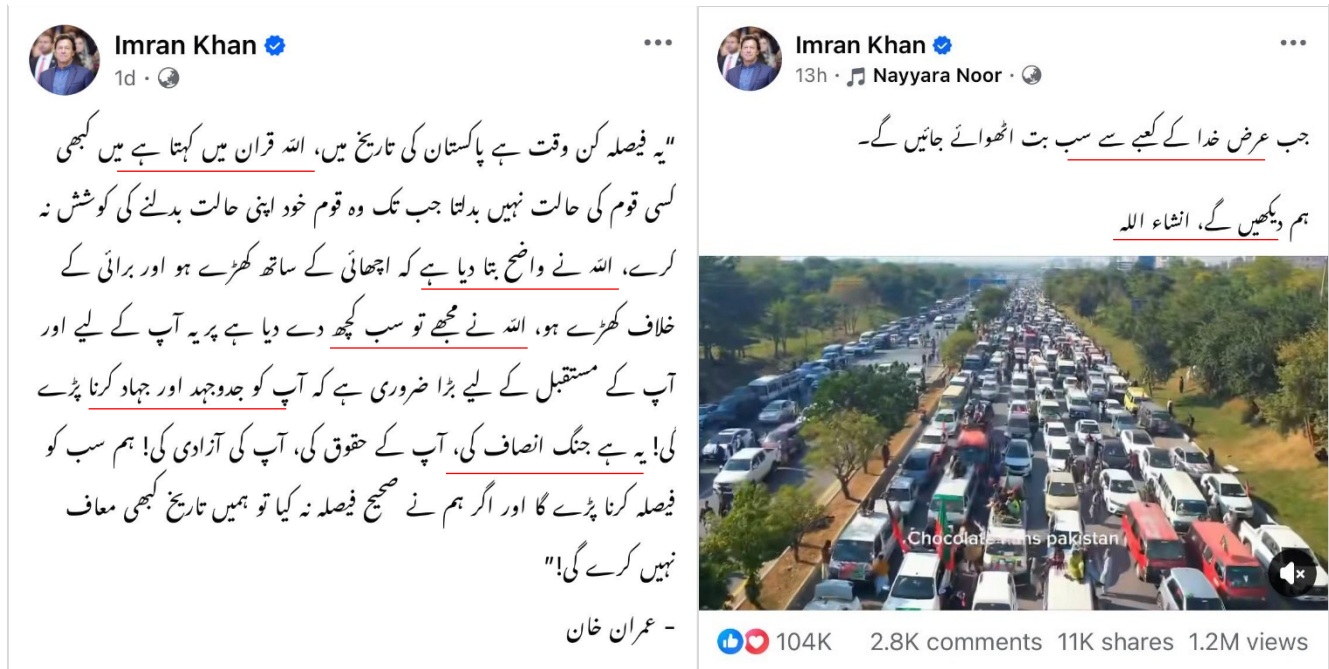 Imran Khan
1d ·
"یہ فیصلہ کن وقت ہے پاکستان کی تاریخ میں، اللہ قران میں کہتا ہے میں کبھی
کسی قوم کی حالت نہیں بدلتا جب تک وہ قوم خود اپنی حالت بدلنے کی کوشش نہ
کرے، اللہ نے واضح بتا دیا ہے کہ اچھائی کے ساتھ کھڑے ہو اور برائی کے
خلاف کھڑے ہو، اللہ نے مجھے تو سب کچھ دے دیا ہے پر یہ آپ کے لیے اور
آپ کے مستقبل کے لیے بڑا ضروری ہے کہ آپ کو جدوجہد اور جہاد کرنا پڑے
گی! یہ ہے جنگ انصاف کی، آپ کے حقوق کی، آپ کی آزادی کی! ہم سب کو
فیصلہ کرنا پڑے گا اور اگر ہم نے صحیح فیصلہ نہ کیا تو ہمیں تاریخ کبھی معاف
نہیں کرے گی!"
- عمران خان
Imran Khan
13h · Nayyara Noor ·
جب عرض خدا کے کعبے سے سب بت اٹھوائے جائیں گے۔
ہم دیکھیں گے، انشاء اللہ
Chocolate pakistan
104K 2.8K comments 11K shares 1.2M views